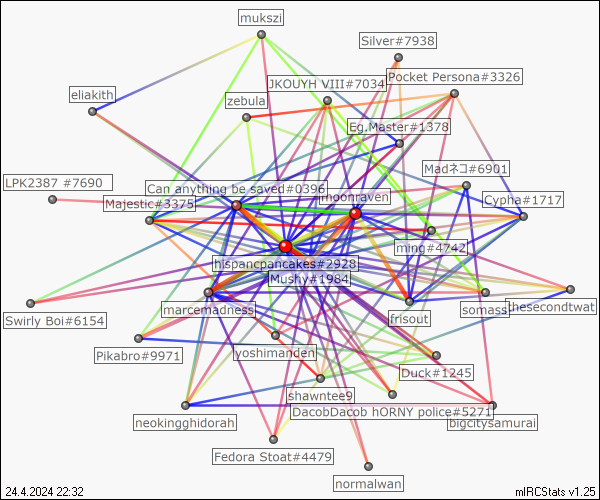 mukszi
Silver#7938
Pocket Persona#3326
JKOUYH VIII#7034
eliakith
zebula
Eg.Master#1378
Madネコ#6901
LPK2387 #7690
Can anything be saved#0396
moonraven
Majestic#3375
Cypha#1717
ming#4742
hispancpancakes#2928
Mushy#1984
marcemadness
frisout
somass
thesecondtwat
Swirly Boi#6154
Pikabro#9971
yoshimanden
Duck#1245
shawntee9
DacobDacob hORNY police#5271
neokingghidorah
bigcitysamurai
Fedora Stoat#4479
normalwan
24.4.2024 22:32
mIRCStats v1.25